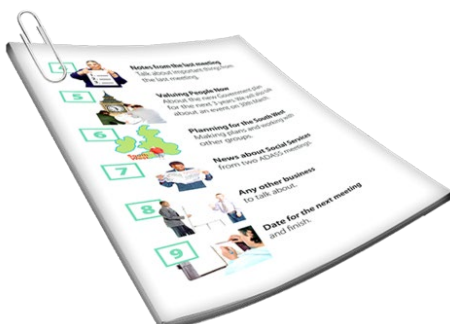 Notes from the last meeting
Talk about important things from
the last meeting.
5
Valuing People Now
About the new Government plan
for the next 3 years. We will discuss
about an event on 30th March
6
Planning for the South West
Making plans and working with
other groups.
7
News about Social Services
from two ADASS meetings
8
Any other business
to talk about.
9
Date for the next meeting
and finish.